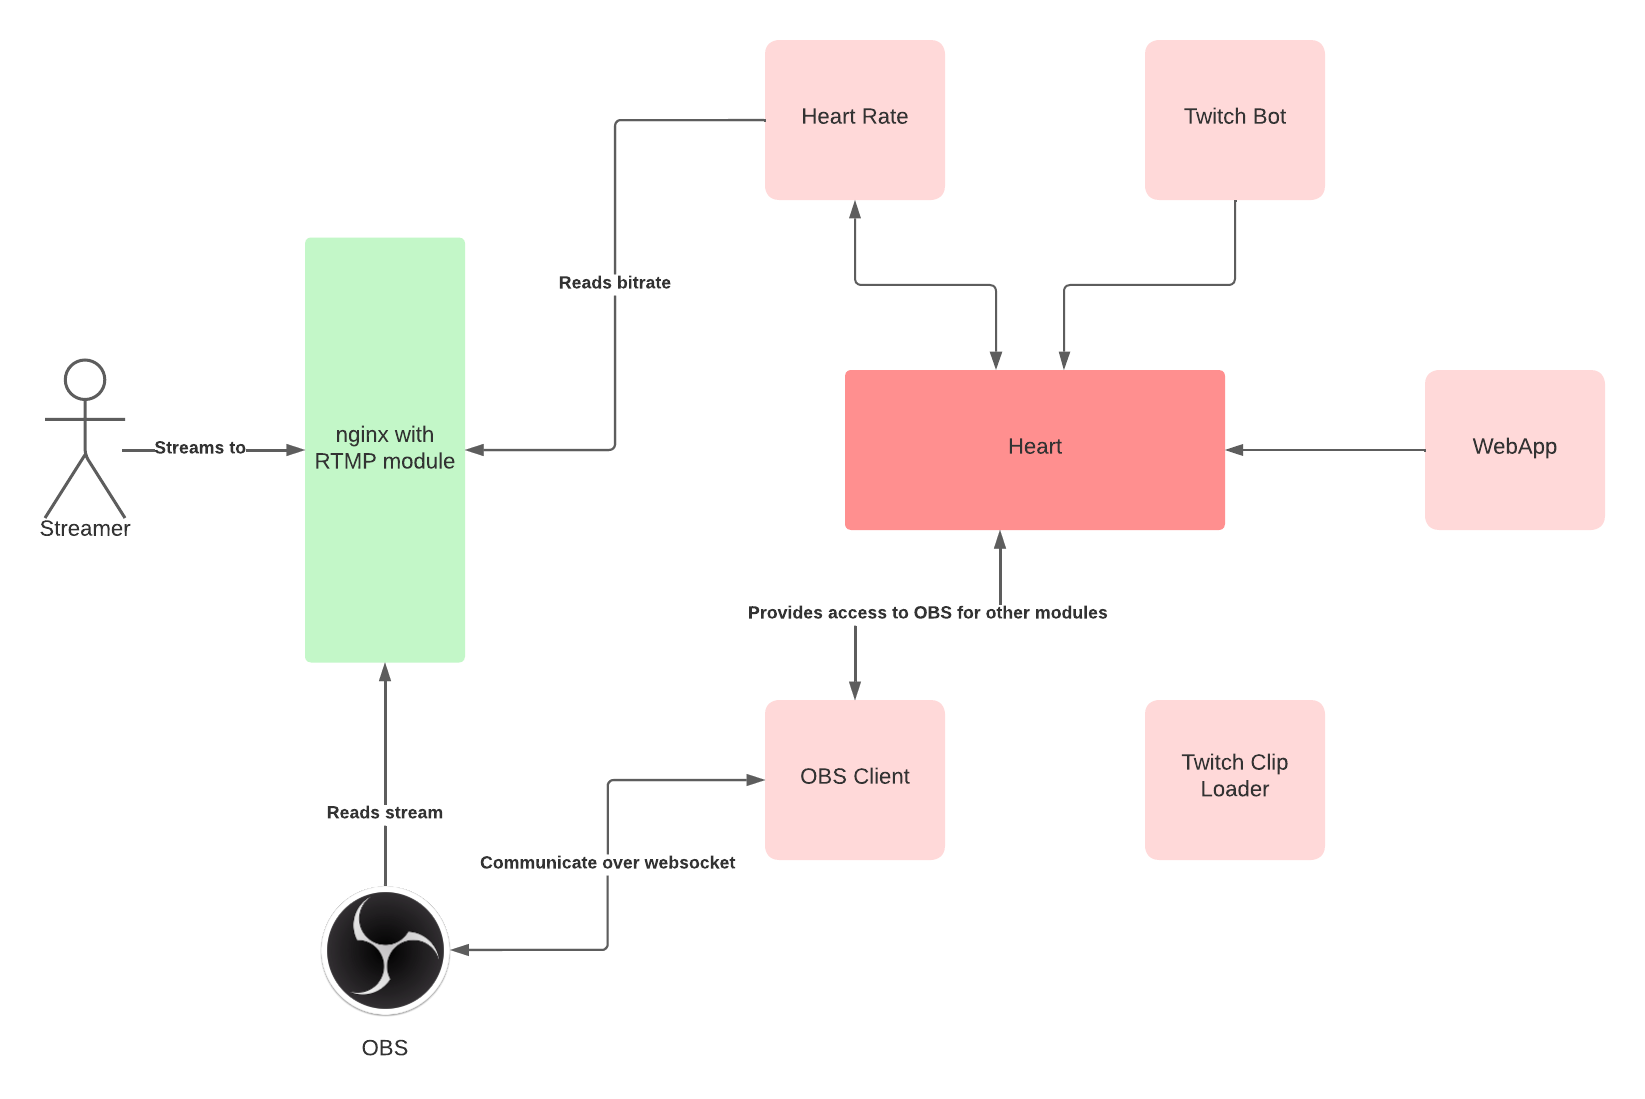 Heart Rate
Twitch Bot
Reads bitrate
nginx with
RTMP module
Streams to
Streamer
Heart
WebApp
Provides access to OBS for other modules
OBS Client
Twitch Clip
Loader
Reads stream
Communicate over websocket
OBS